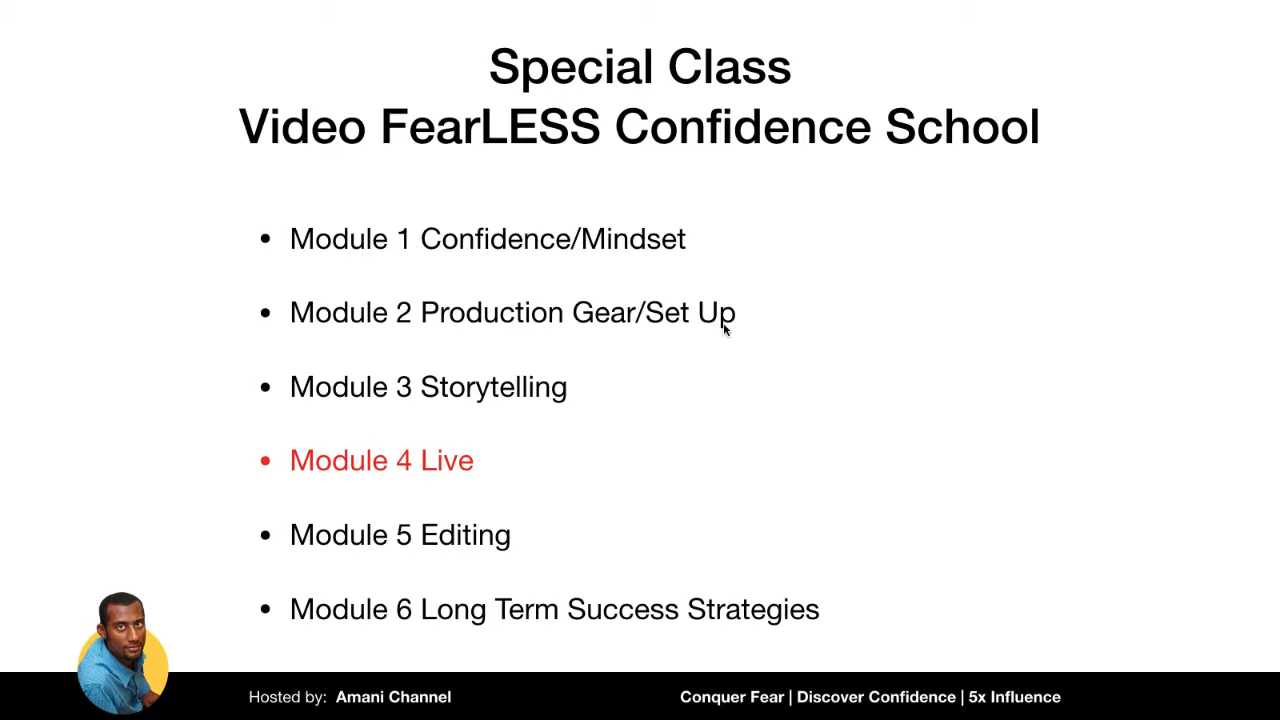 Special Class
Video FearLESS Confidence School
• Module 1 Confidence/Mindset
• Module 2 Production Gear/Set Up
• Module 3 Storytelling
• Module 4 Live
• Module 5 Editing
• Module 6 Long Term Success Strategies
Hosted by: Amani Channel
Conquer Fear | Discover Confidence | 5x Influence